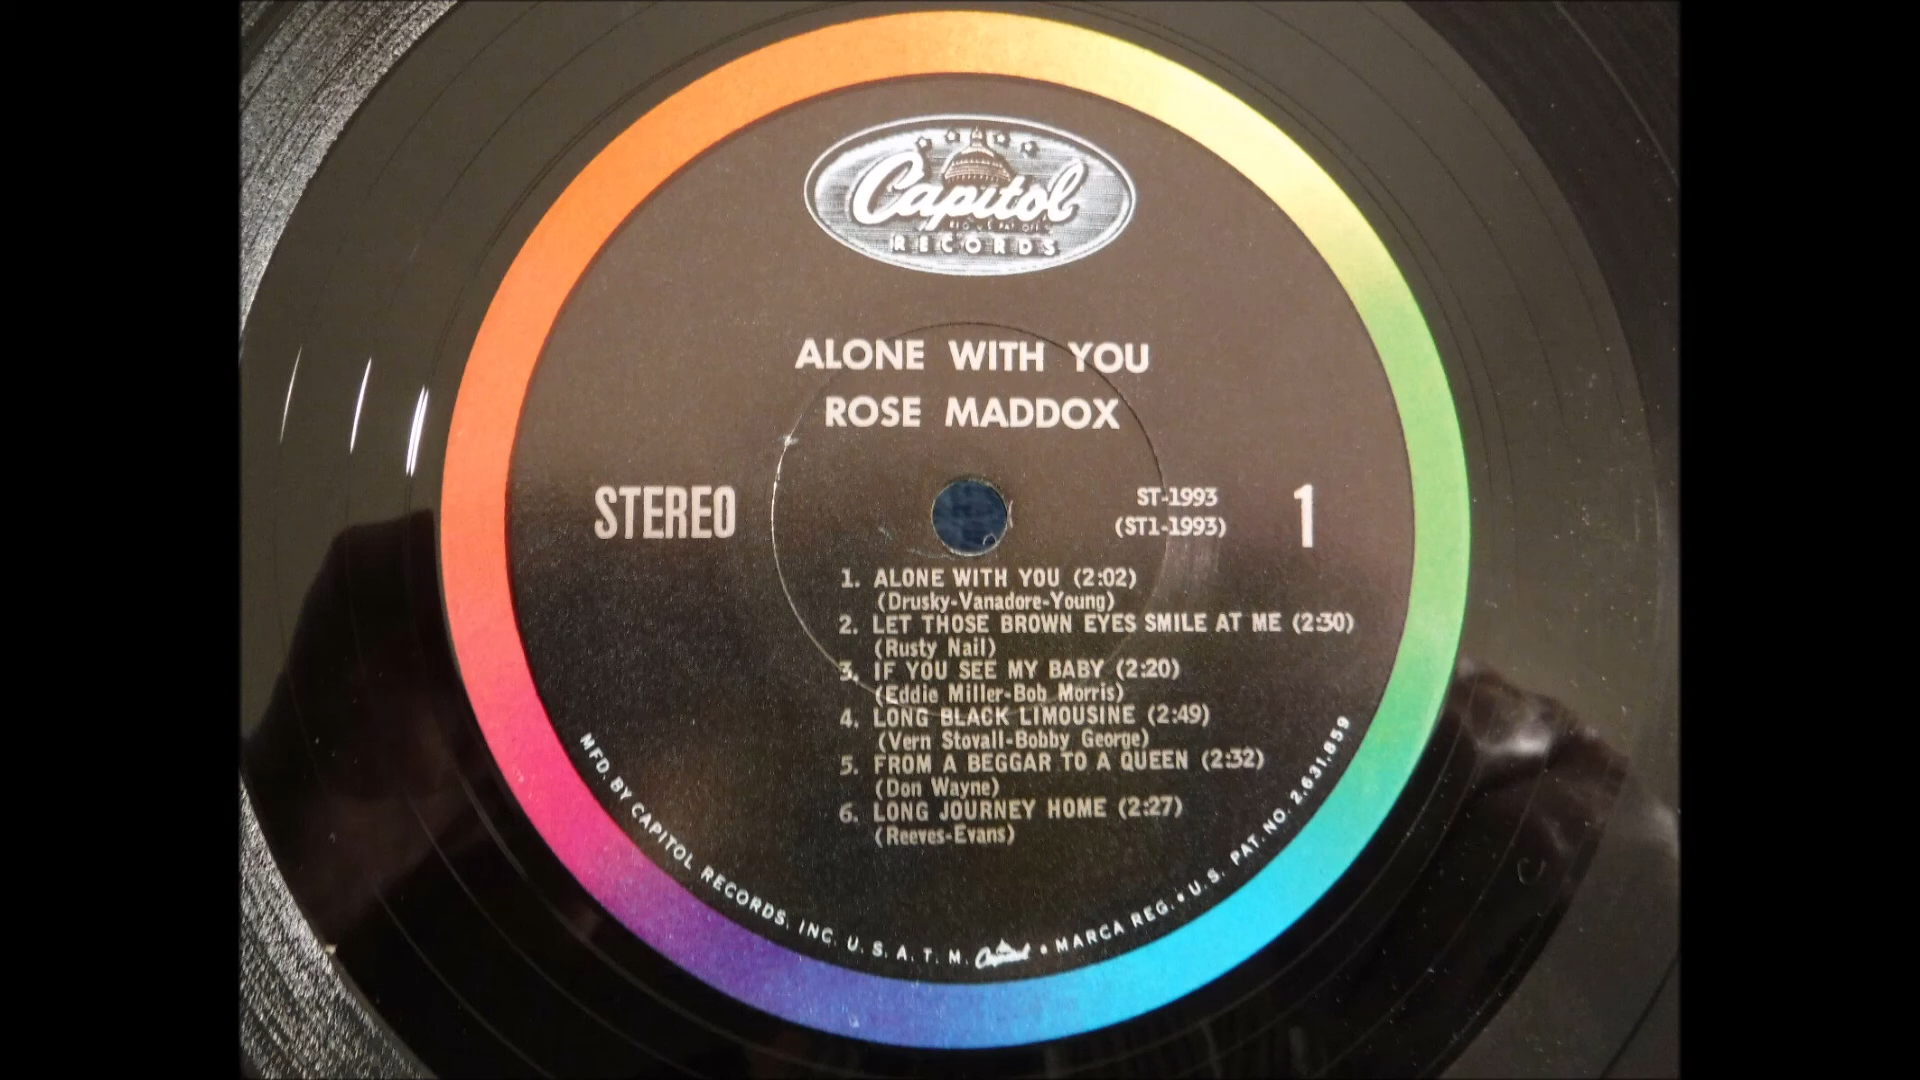 Capitol
REG. U.S. PAT. OFF.
RECORDS
ALONE WITH YOU
ROSE MADDOX
STEREO
ST-1993
(ST1-1993)
1
1. ALONE WITH YOU (2:02)
(Drusky-Vanadore-Young)
2. LET THOSE BROWN EYES SMILE AT ME (2:30)
(Rusty Nail)
3. IF YOU SEE MY BABY (2:20)
(Eddie Miller-Bob Morris)
4. LONG BLACK LIMOUSINE (2:49)
(Vern Stovall-Bobby George)
5. FROM A BEGGAR TO A QUEEN (2:32)
(Don Wayne)
6. LONG JOURNEY HOME (2:27)
(Reeves-Evans)
MFD. BY CAPITOL RECORDS, INC. U.S.A. T.M. Capitol • MARCA REG. • U.S. PAT. NO. 2,631,859